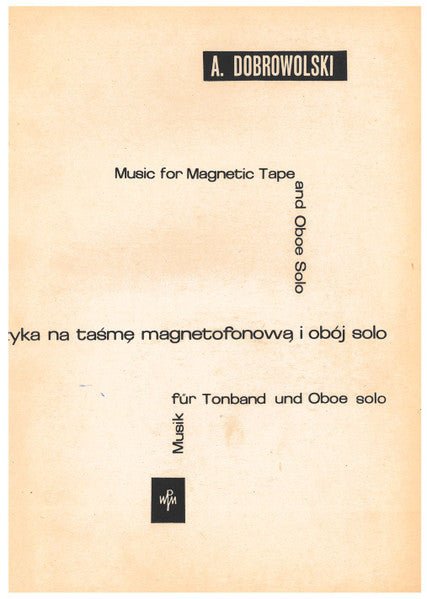 A. DOBROWOLSKI
Music for Magnetic Tape
and Oboe Solo
yka na taśmę magnetofonową i obój solo
Musik
für Tonband und Oboe solo
PWM